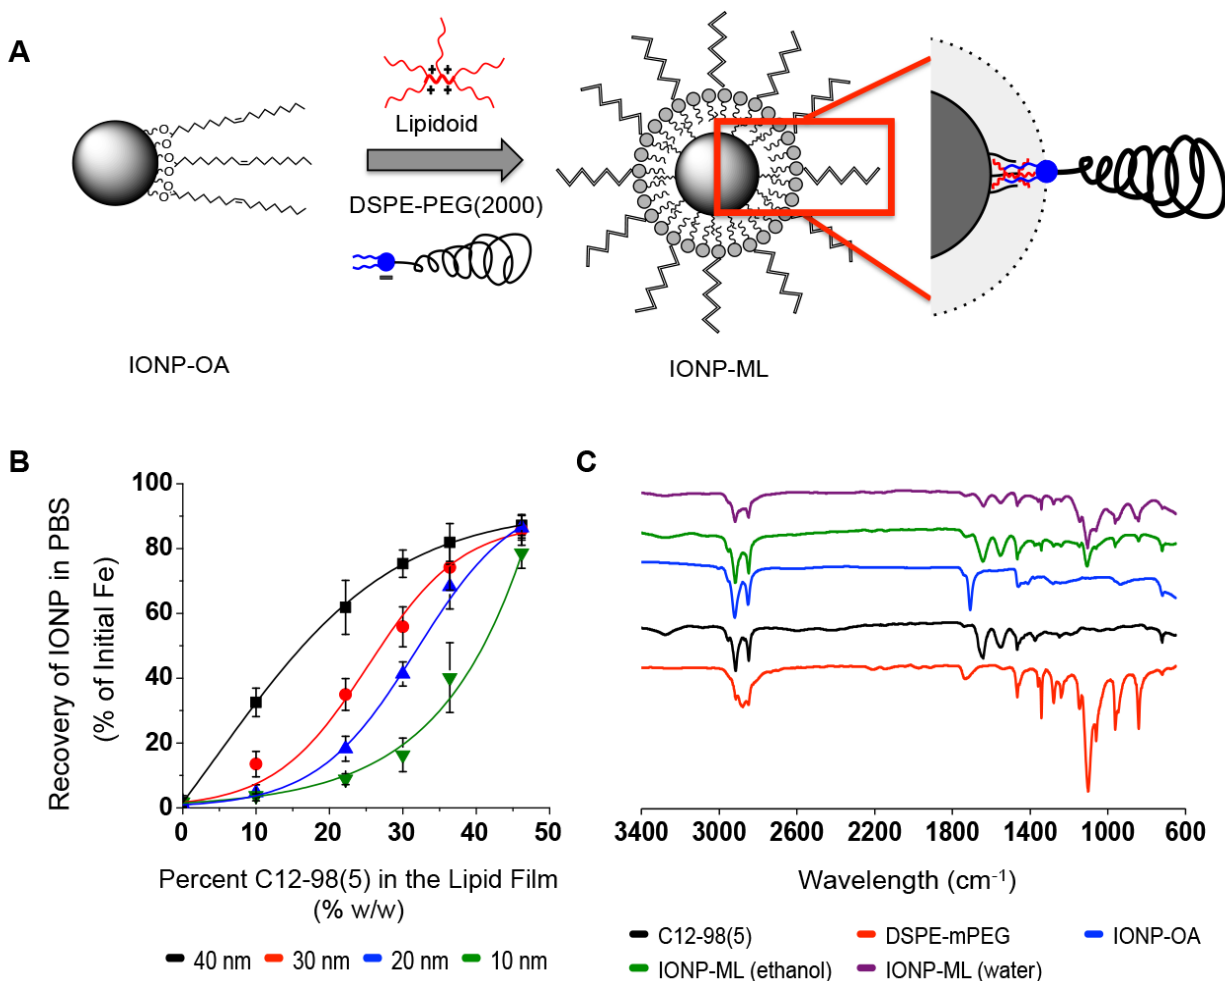 A
O
O
O
O
O
O
+ +
+ +
Lipidoid
DSPE-PEG(2000)
−
IONP-OA
IONP-ML
B
Recovery of IONP in PBS
(% of Initial Fe)
100
80
60
40
20
0
0 10 20 30 40 50
Percent C12-98(5) in the Lipid Film
(% w/w)
40 nm 30 nm 20 nm 10 nm
C
3400 3000 2600 2200 1800 1400 1000 600
Wavelength (cm⁻¹)
C12-98(5) DSPE-mPEG IONP-OA
IONP-ML (ethanol) IONP-ML (water)